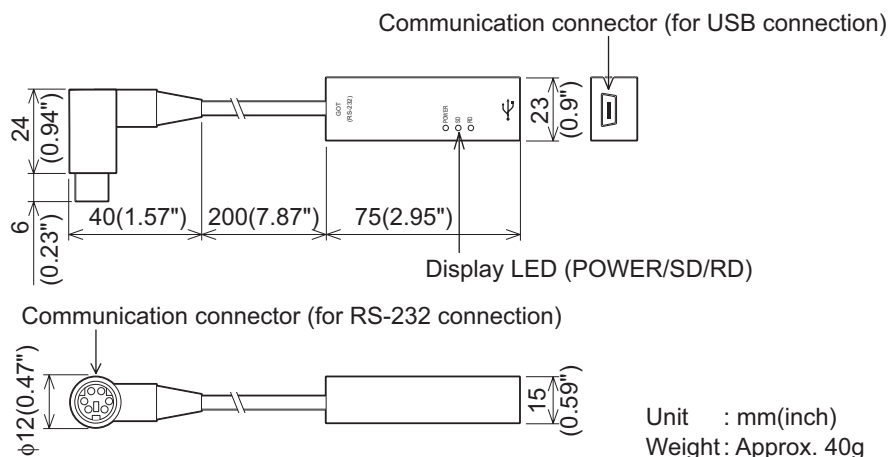 Communication connector (for USB connection)
24
(0.94")
6
(0.23")
40(1.57")
200(7.87")
75(2.95")
GOT
(RS-232)
POWER
SD
RD
23
(0.9")
Display LED (POWER/SD/RD)
Communication connector (for RS-232 connection)
ϕ12(0.47")
15
(0.59")
Unit : mm(inch)
Weight : Approx. 40g